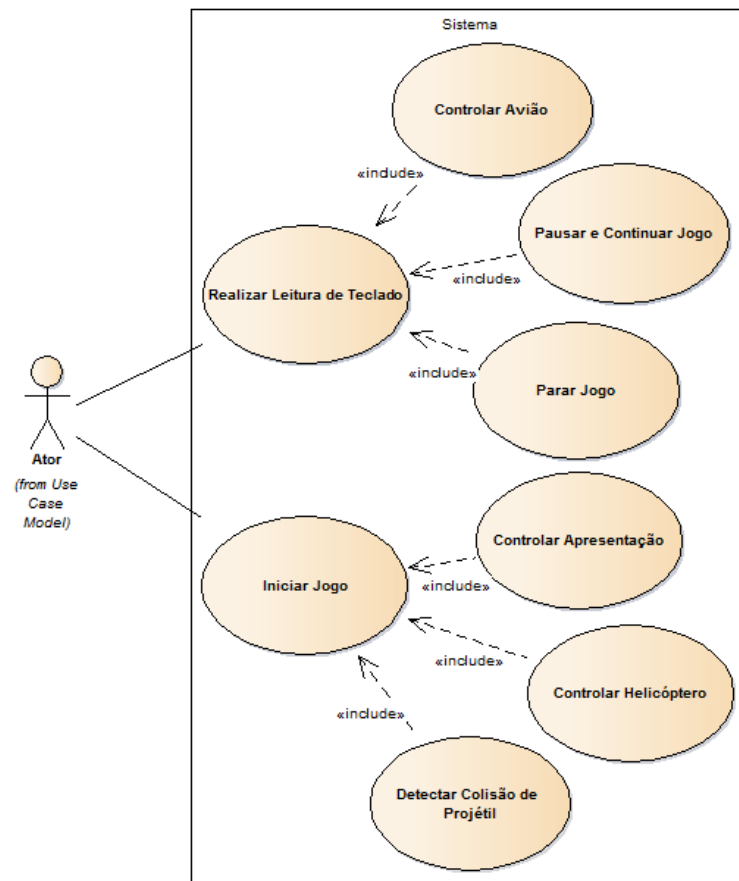 Sistema
Controlar Avião
«include»
Pausar e Continuar Jogo
«include»
Realizar Leitura de Teclado
«include»
Parar Jogo
Ator
(from Use
Case
Model)
Controlar Apresentação
«include»
Iniciar Jogo
«include»
Controlar Helicóptero
«include»
Detectar Colisão de
Projétil